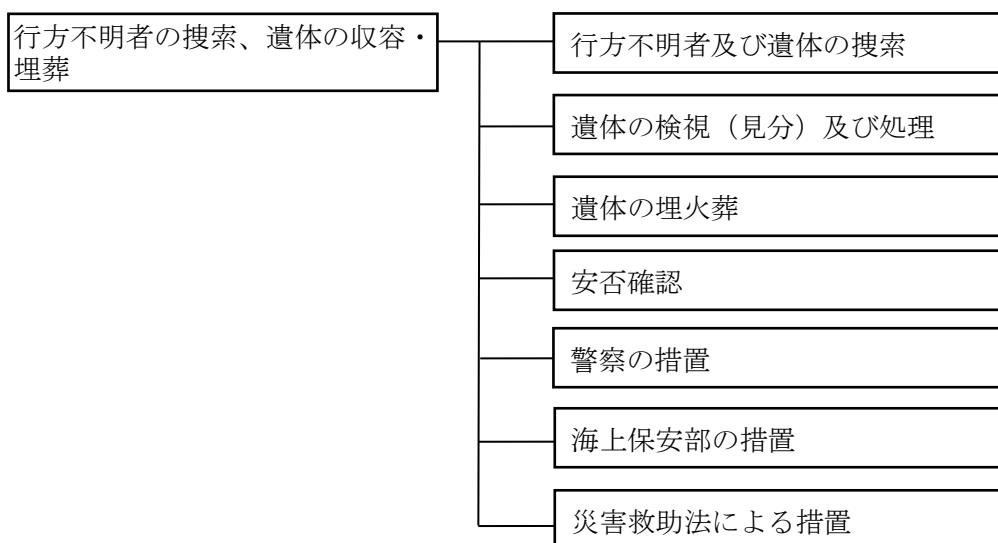 行方不明者の捜索、遺体の収容・
埋葬
行方不明者及び遺体の捜索
遺体の検視（見分）及び処理
遺体の埋火葬
安否確認
警察の措置
海上保安部の措置
災害救助法による措置